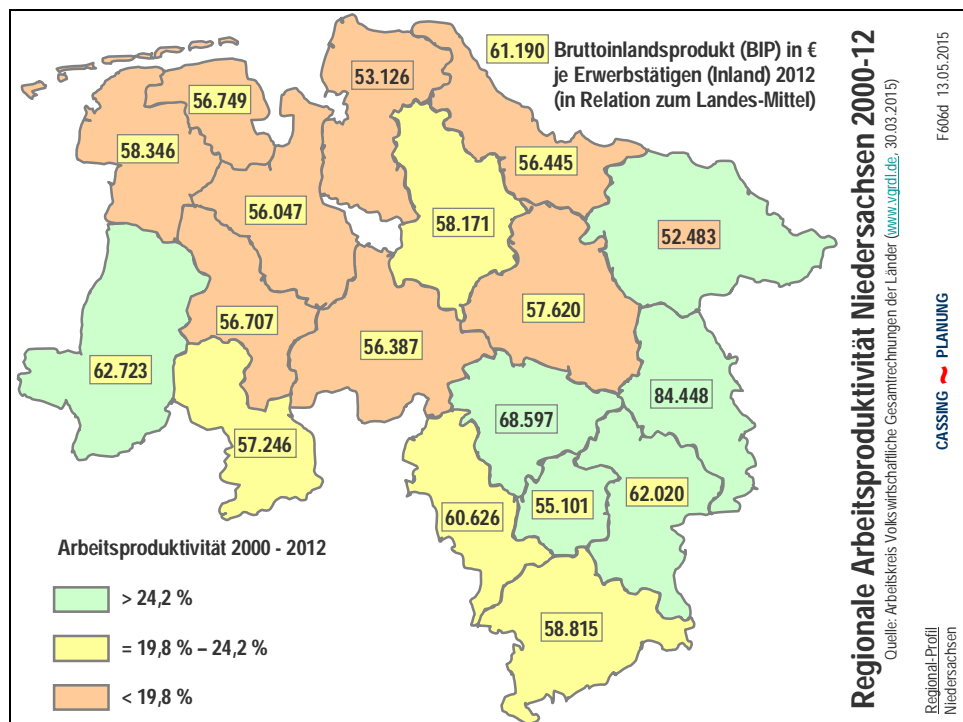 61.190 Bruttoinlandsprodukt (BIP) in €
je Erwerbstätigen (Inland) 2012
(in Relation zum Landes-Mittel)
53.126
56.749
58.346
56.445
56.047
58.171
52.483
57.620
56.707
56.387
62.723
84.448
68.597
57.246
62.020
55.101
60.626
58.815
Arbeitsproduktivität 2000 - 2012
> 24,2 %
= 19,8 % – 24,2 %
< 19,8 %
Regionale Arbeitsproduktivität Niedersachsen 2000-12
Quelle: Arbeitskreis Volkswirtschaftliche Gesamtrechnungen der Länder (www.vgrdl.de, 30.03.2015)
F606d 13.05.2015
CASSING ~ PLANUNG
Regional-Profil
Niedersachsen